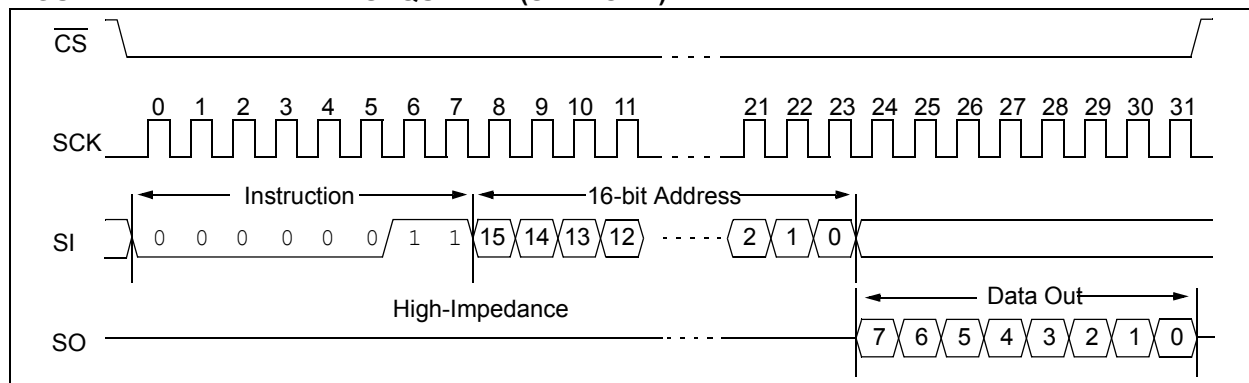 CS
0 1 2 3 4 5 6 7 8 9 10 11 21 22 23 24 25 26 27 28 29 30 31
SCK
Instruction 16-bit Address
SI 0 0 0 0 0 0 1 1 15 14 13 12 2 1 0
Data Out
High-Impedance
SO 7 6 5 4 3 2 1 0